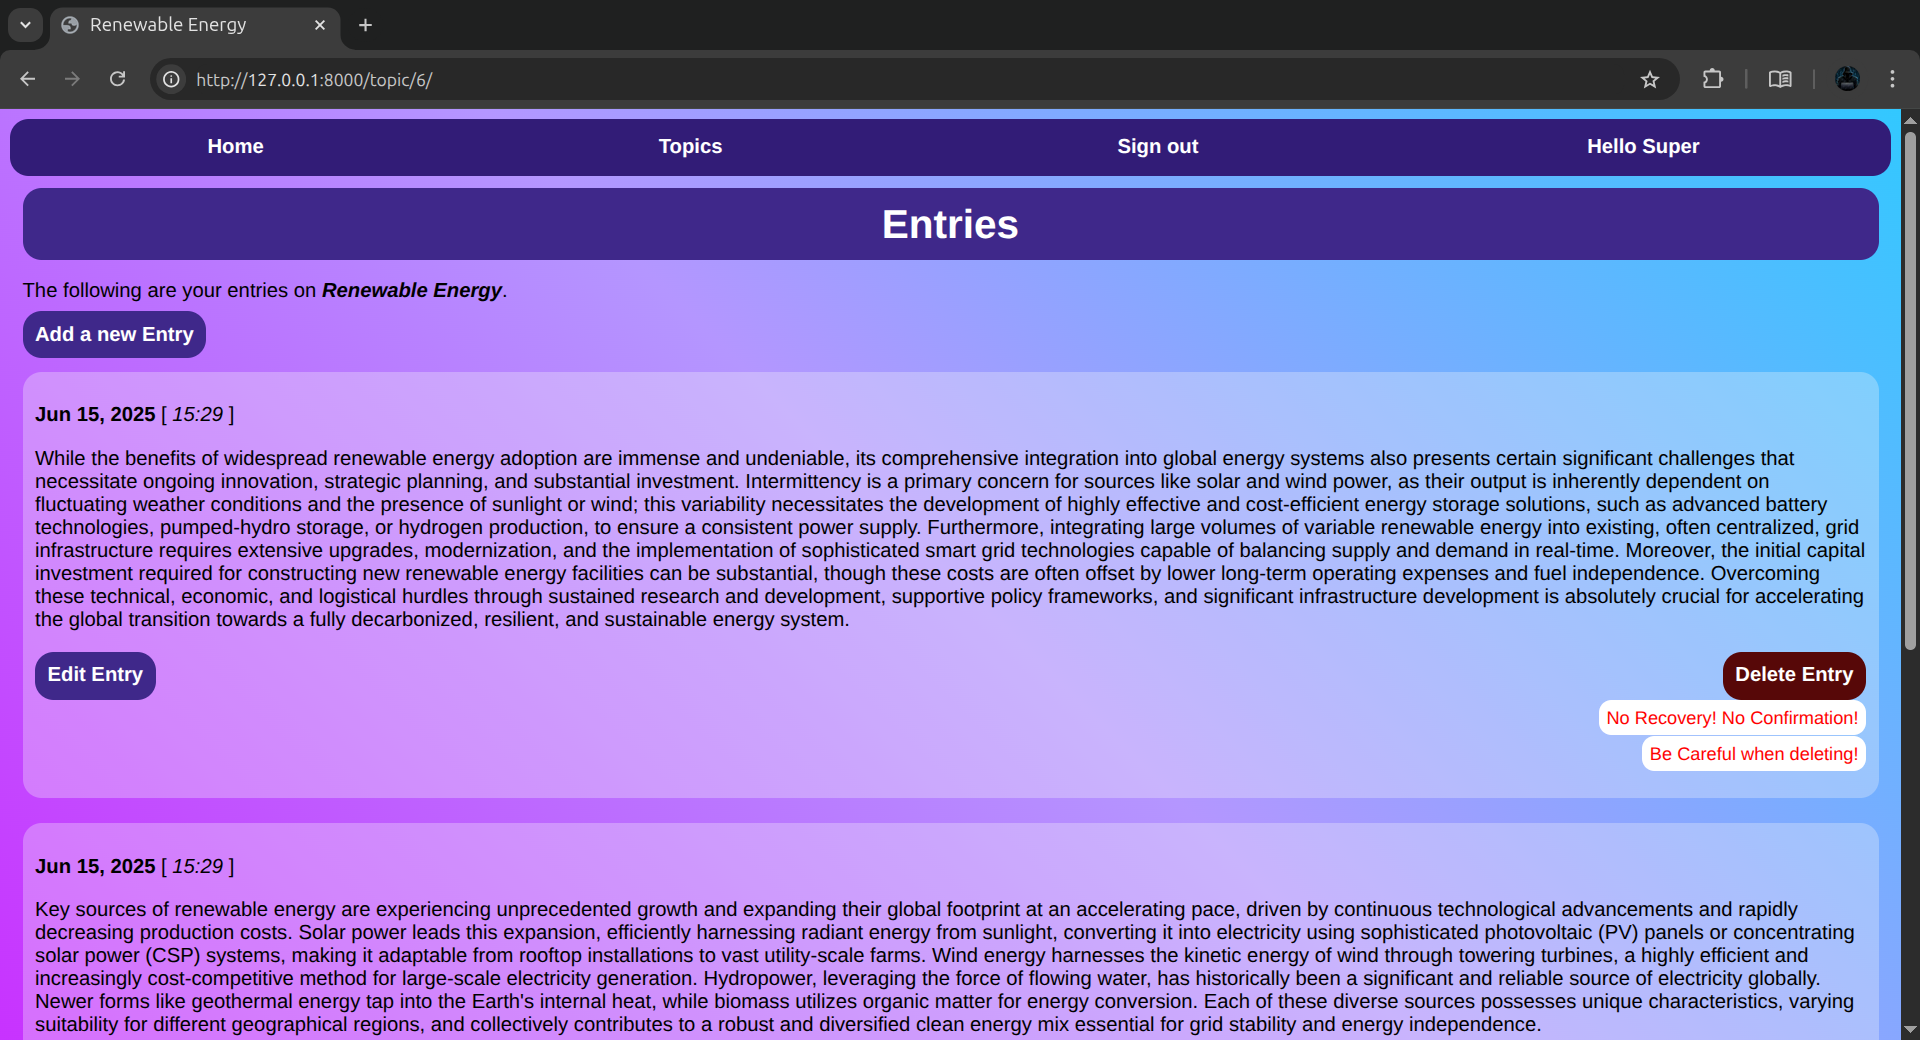 Renewable Energy
http://127.0.0.1:8000/topic/6/
Home Topics Sign out Hello Super
Entries
The following are your entries on Renewable Energy.
Add a new Entry
Jun 15, 2025 [ 15:29 ]
While the benefits of widespread renewable energy adoption are immense and undeniable, its comprehensive integration into global energy systems also presents certain significant challenges that
necessitate ongoing innovation, strategic planning, and substantial investment. Intermittency is a primary concern for sources like solar and wind power, as their output is inherently dependent on
fluctuating weather conditions and the presence of sunlight or wind; this variability necessitates the development of highly effective and cost-efficient energy storage solutions, such as advanced battery
technologies, pumped-hydro storage, or hydrogen production, to ensure a consistent power supply. Furthermore, integrating large volumes of variable renewable energy into existing, often centralized, grid
infrastructure requires extensive upgrades, modernization, and the implementation of sophisticated smart grid technologies capable of balancing supply and demand in real-time. Moreover, the initial capital
investment required for constructing new renewable energy facilities can be substantial, though these costs are often offset by lower long-term operating expenses and fuel independence. Overcoming
these technical, economic, and logistical hurdles through sustained research and development, supportive policy frameworks, and significant infrastructure development is absolutely crucial for accelerating
the global transition towards a fully decarbonized, resilient, and sustainable energy system.
Edit Entry Delete Entry
No Recovery! No Confirmation!
Be Careful when deleting!
Jun 15, 2025 [ 15:29 ]
Key sources of renewable energy are experiencing unprecedented growth and expanding their global footprint at an accelerating pace, driven by continuous technological advancements and rapidly
decreasing production costs. Solar power leads this expansion, efficiently harnessing radiant energy from sunlight, converting it into electricity using sophisticated photovoltaic (PV) panels or concentrating
solar power (CSP) systems, making it adaptable from rooftop installations to vast utility-scale farms. Wind energy harnesses the kinetic energy of wind through towering turbines, a highly efficient and
increasingly cost-competitive method for large-scale electricity generation. Hydropower, leveraging the force of flowing water, has historically been a significant and reliable source of electricity globally.
Newer forms like geothermal energy tap into the Earth's internal heat, while biomass utilizes organic matter for energy conversion. Each of these diverse sources possesses unique characteristics, varying
suitability for different geographical regions, and collectively contributes to a robust and diversified clean energy mix essential for grid stability and energy independence.